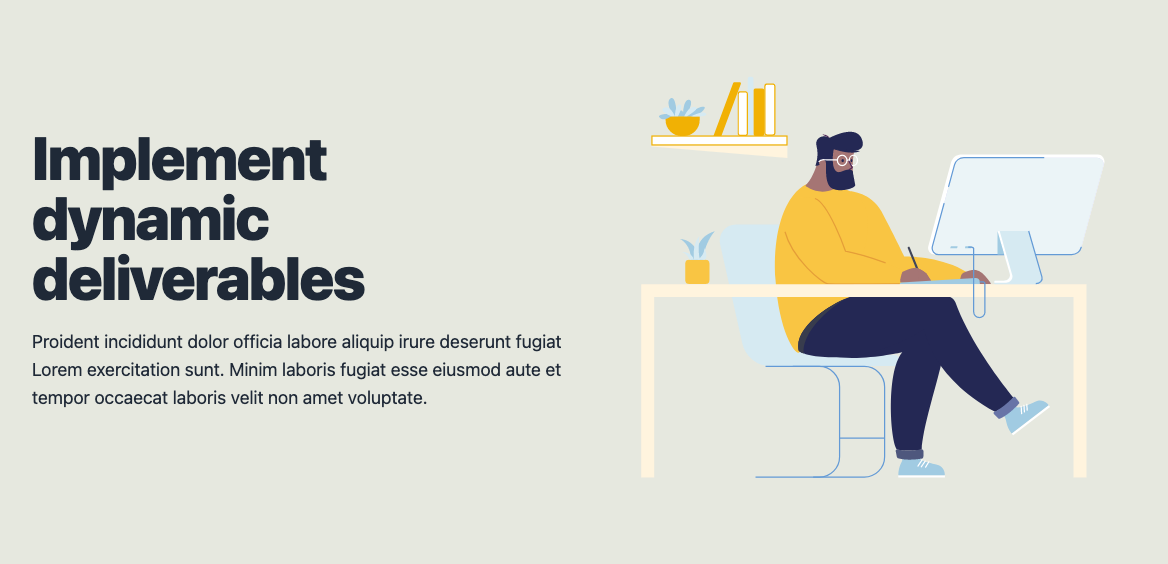 Implement
dynamic
deliverables
Proident incididunt dolor officia labore aliquip irure deserunt fugiat
Lorem exercitation sunt. Minim laboris fugiat esse eiusmod aute et
tempor occaecat laboris velit non amet voluptate.